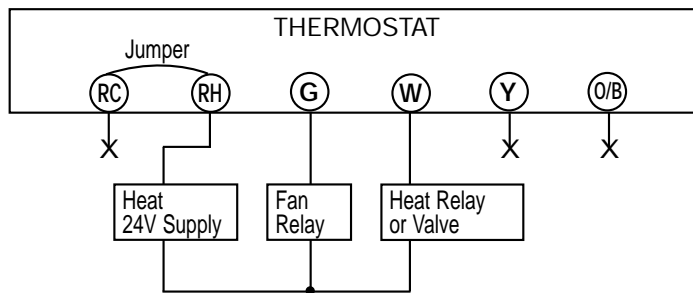 THERMOSTAT
Jumper
RC
RH
G
W
Y
O/B
X
X
X
Heat
24V Supply
Fan
Relay
Heat Relay
or Valve